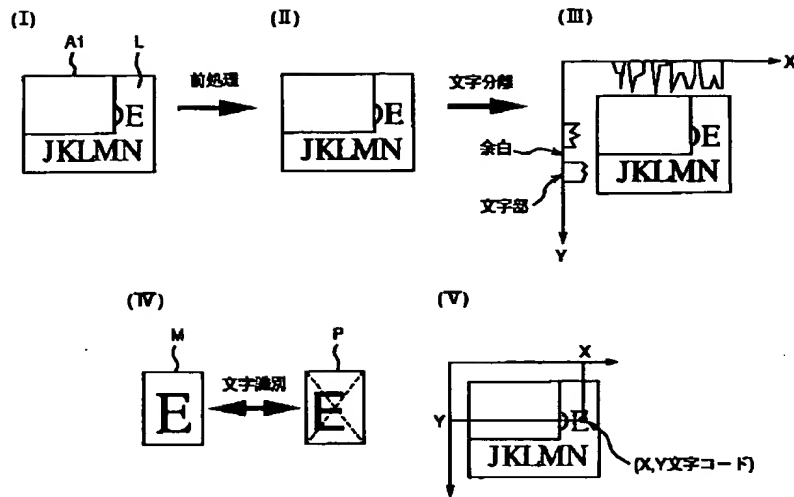 (I) (II) (III)
A1 L
前処理
文字分離
X
E
JKLMN
E
JKLMN
E
JKLMN
余白
文字部
Y
(IV) (V)
M P
文字識別
E E
X
Y
E
JKLMN
(X,Y文字コード)